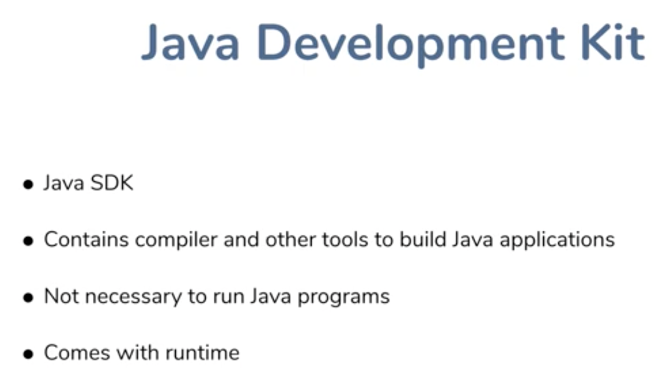 Java Development Kit
● Java SDK
● Contains compiler and other tools to build Java applications
● Not necessary to run Java programs
● Comes with runtime